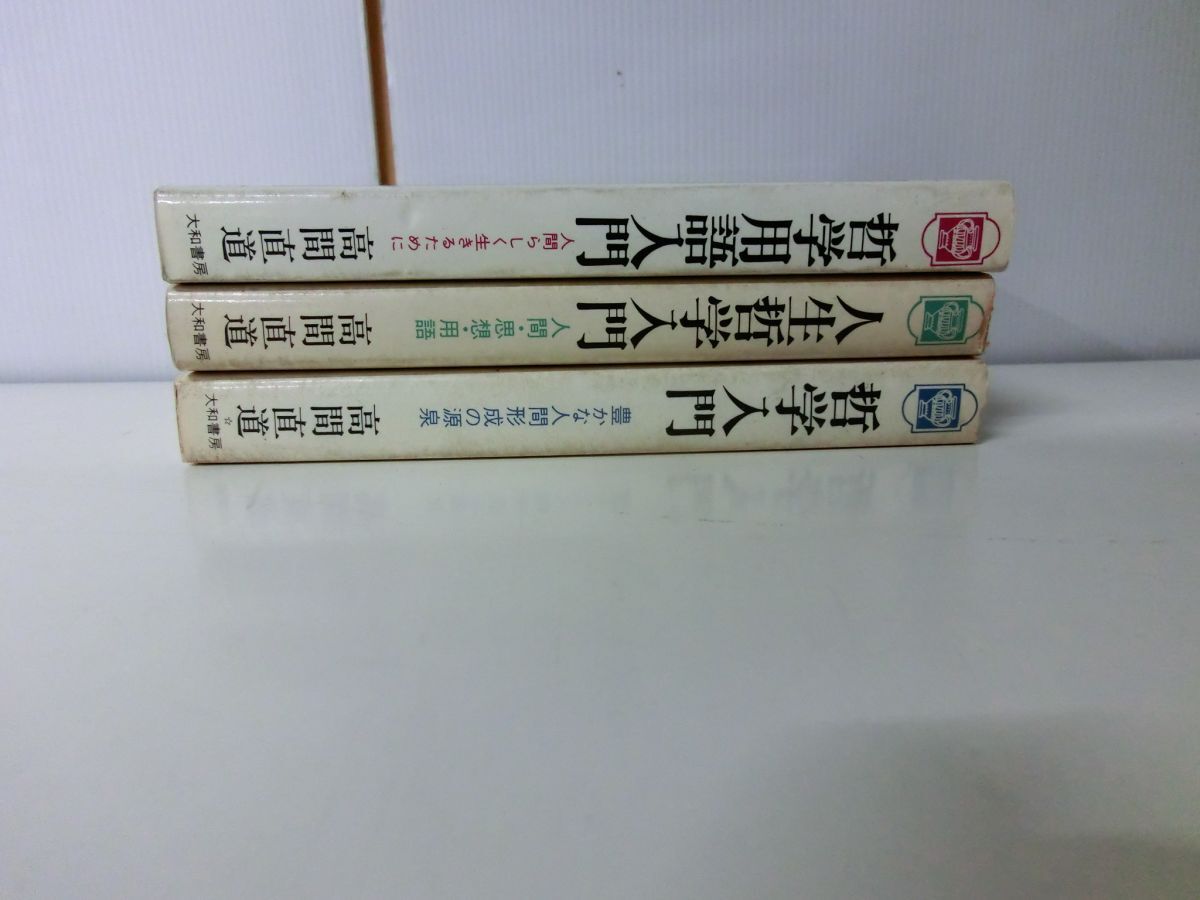 哲学用語入門
人間らしく生きるために
高間直道
大和書房
人生哲学入門
人間・思想・用語
高間直道
大和書房
哲学入門
豊かな人間形成の源泉
高間直道
☆
大和書房